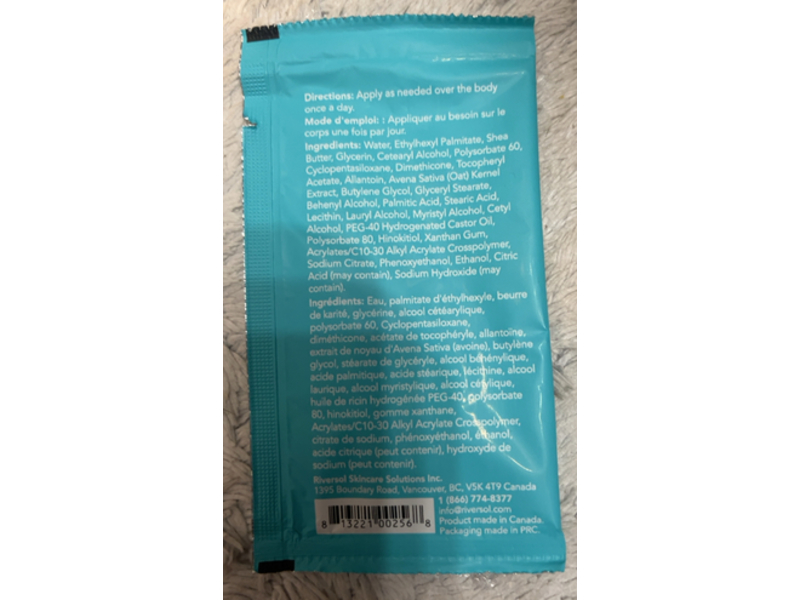 Directions: Apply as needed over the body
once a day.
Mode d'emploi: : Appliquer au besoin sur le
corps une fois par jour.
Ingredients: Water, Ethylhexyl Palmitate, Shea
Butter, Glycerin, Cetearyl Alcohol, Polysorbate 60,
Cyclopentasiloxane, Dimethicone, Tocopheryl
Acetate, Allantoin, Avena Sativa (Oat) Kernel
Extract, Butylene Glycol, Glyceryl Stearate,
Behenyl Alcohol, Palmitic Acid, Stearic Acid,
Lecithin, Lauryl Alcohol, Myristyl Alcohol, Cetyl
Alcohol, PEG-40 Hydrogenated Castor Oil,
Polysorbate 80, Hinokitiol, Xanthan Gum,
Acrylates/C10-30 Alkyl Acrylate Crosspolymer,
Sodium Citrate, Phenoxyethanol, Ethanol, Citric
Acid (may contain), Sodium Hydroxide (may
contain).
Ingrédients: Eau, palmitate d'éthylhexyle, beurre
de karité, glycérine, alcool cétéarylique,
polysorbate 60, Cyclopentasiloxane,
diméthicone, acétate de tocophéryle, allantoïne,
extrait de noyau d'Avena Sativa (avoine), butylène
glycol, stéarate de glycéryle, alcool béhénylique,
acide palmitique, acide stéarique, lécithine, alcool
laurique, alcool myristylique, alcool cétylique,
huile de ricin hydrogénée PEG-40, polysorbate
80, hinokitiol, gomme xanthane,
Acrylates/C10-30 Alkyl Acrylate Crosspolymer,
citrate de sodium, phénoxyéthanol, éthanol,
acide citrique (peut contenir), hydroxyde de
sodium (peut contenir).
Riversol Skincare Solutions Inc.
1395 Boundary Road, Vancouver, BC, V5K 4T9 Canada
1 (866) 774-8377
info@riversol.com
Product made in Canada.
Packaging made in PRC.
8 13221 00256 8